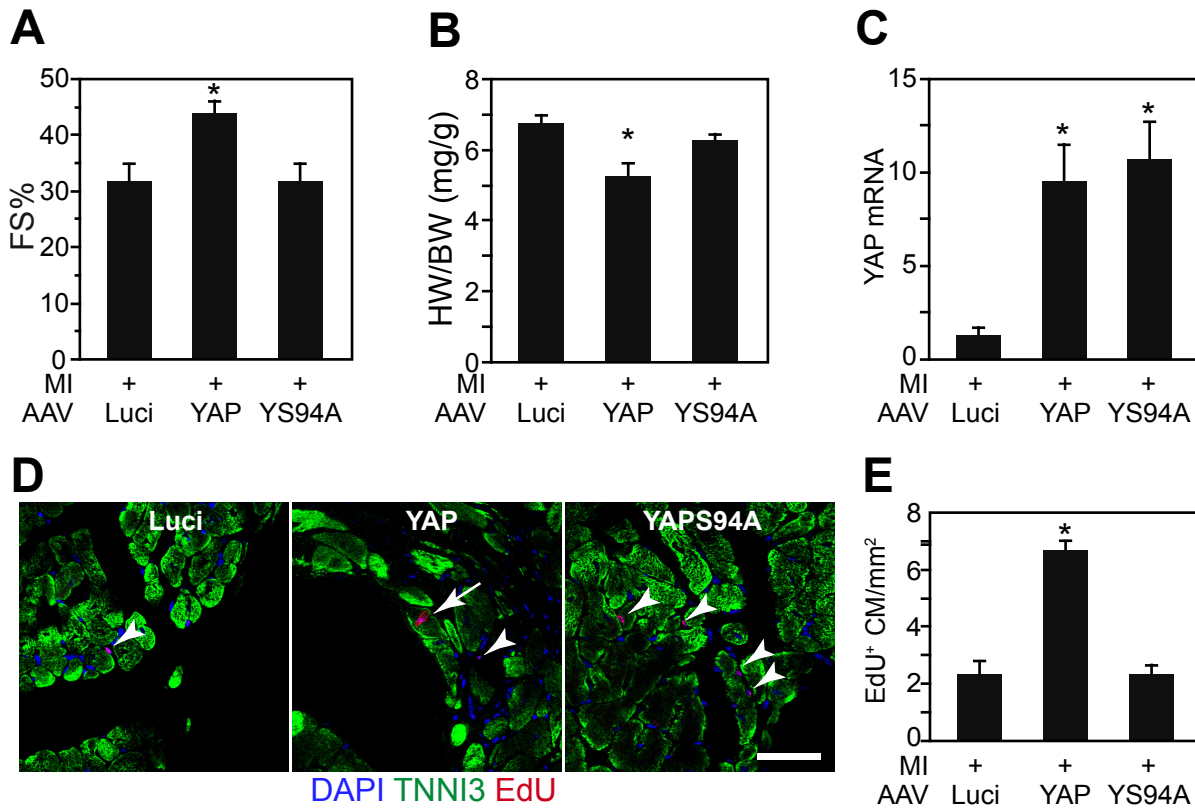 A
50
40
30
20
10
0
FS%
*
MI + + +
AAV Luci YAP YS94A
B
8
6
4
2
0
HW/BW (mg/g)
*
MI + + +
AAV Luci YAP YS94A
C
15
10
5
0
YAP mRNA
* *
MI + + +
AAV Luci YAP YS94A
D
Luci YAP YAPS94A
DAPI TNNI3 EdU
E
8
6
4
2
0
EdU⁺ CM/mm²
*
MI + + +
AAV Luci YAP YS94A